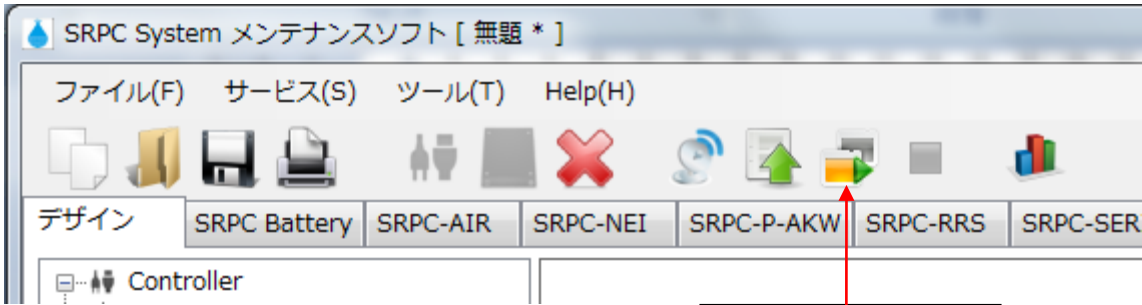 SRPC System メンテナンスソフト [ 無題 * ]
ファイル(F) サービス(S) ツール(T) Help(H)
デザイン SRPC Battery SRPC-AIR SRPC-NEI SRPC-P-AKW SRPC-RRS SRPC-SER
Controller